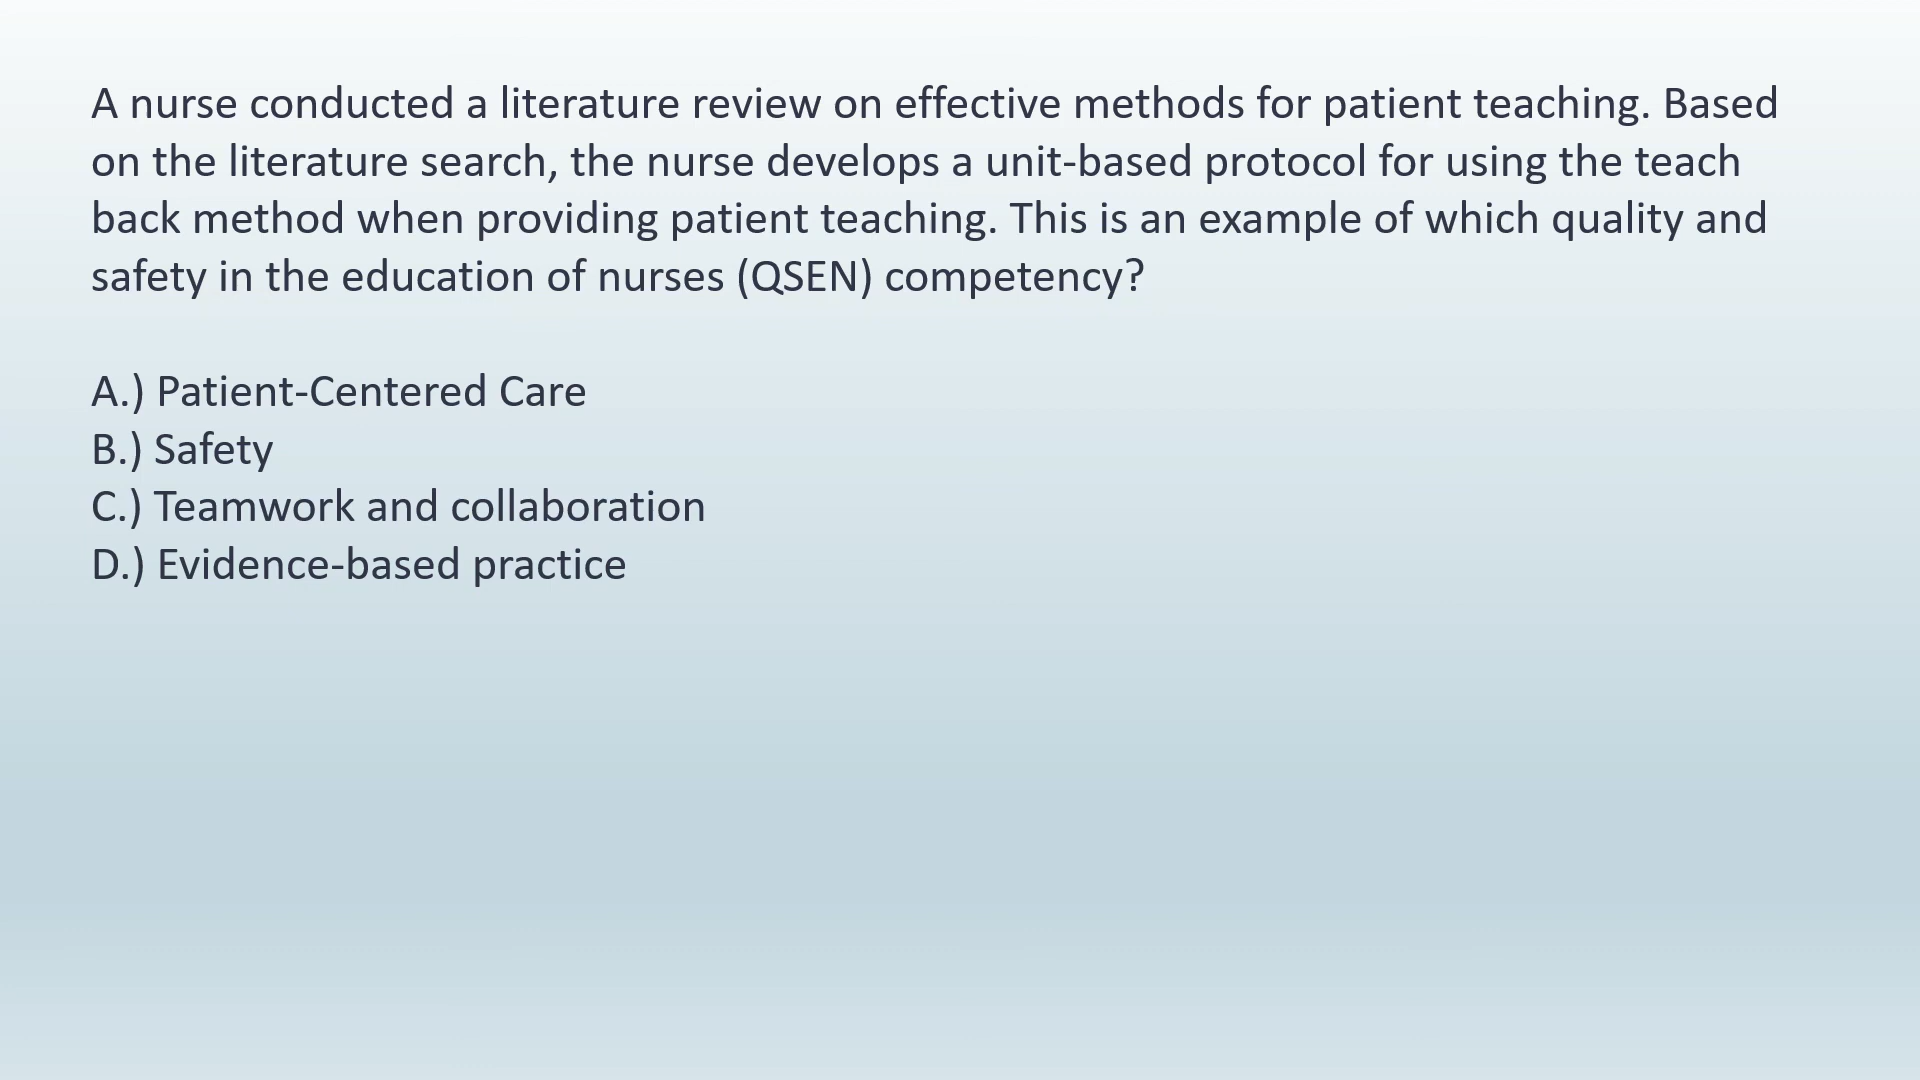 A nurse conducted a literature review on effective methods for patient teaching. Based
on the literature search, the nurse develops a unit-based protocol for using the teach
back method when providing patient teaching. This is an example of which quality and
safety in the education of nurses (QSEN) competency?
A.) Patient-Centered Care
B.) Safety
C.) Teamwork and collaboration
D.) Evidence-based practice